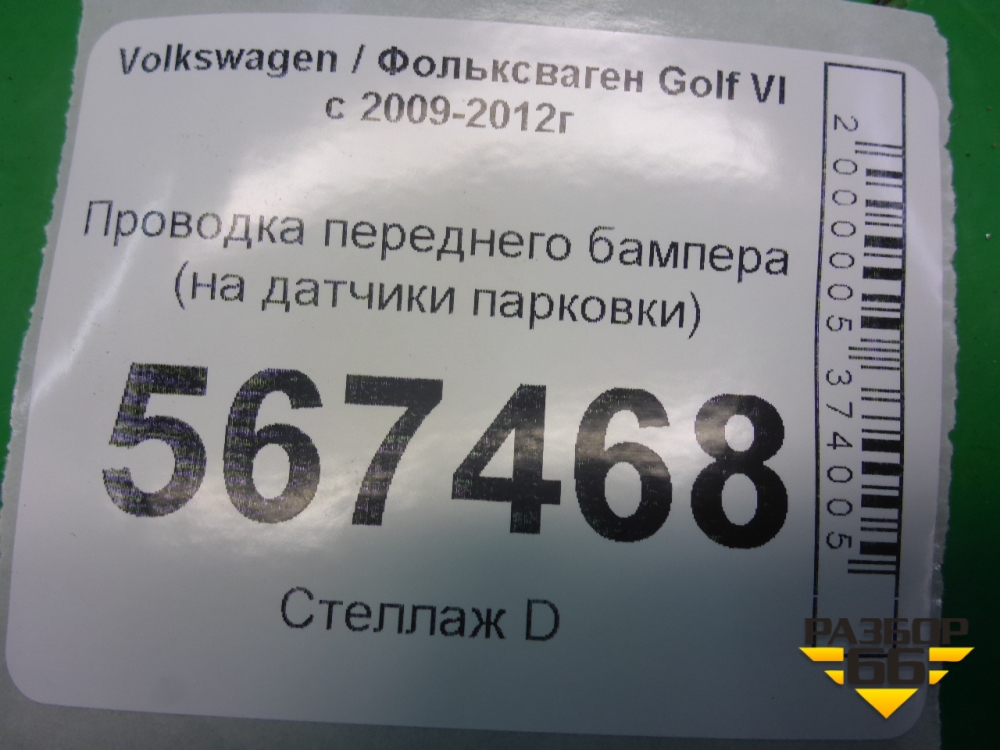 Volkswagen / Фольксваген Golf VI
с 2009-2012г
Проводка переднего бампера
(на датчики парковки)
567468
Стеллаж D
2000005374005
РАЗБОР
66